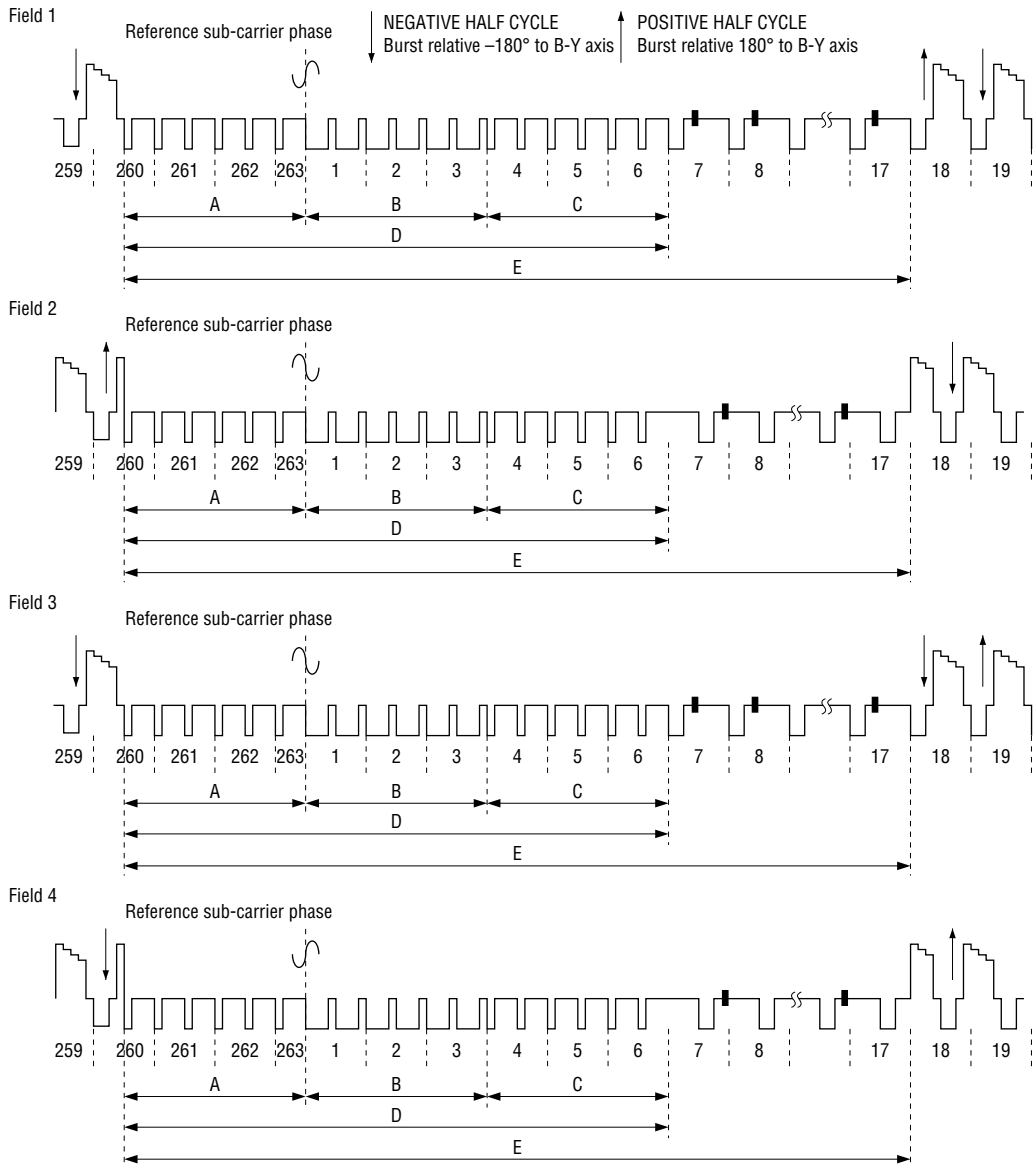 Field 1
Reference sub-carrier phase
NEGATIVE HALF CYCLE
Burst relative –180° to B-Y axis
POSITIVE HALF CYCLE
Burst relative 180° to B-Y axis
259 260 261 262 263 1 2 3 4 5 6 7 8 17 18 19
A B C
D
E
Field 2
Reference sub-carrier phase
259 260 261 262 263 1 2 3 4 5 6 7 8 17 18 19
A B C
D
E
Field 3
Reference sub-carrier phase
259 260 261 262 263 1 2 3 4 5 6 7 8 17 18 19
A B C
D
E
Field 4
Reference sub-carrier phase
259 260 261 262 263 1 2 3 4 5 6 7 8 17 18 19
A B C
D
E